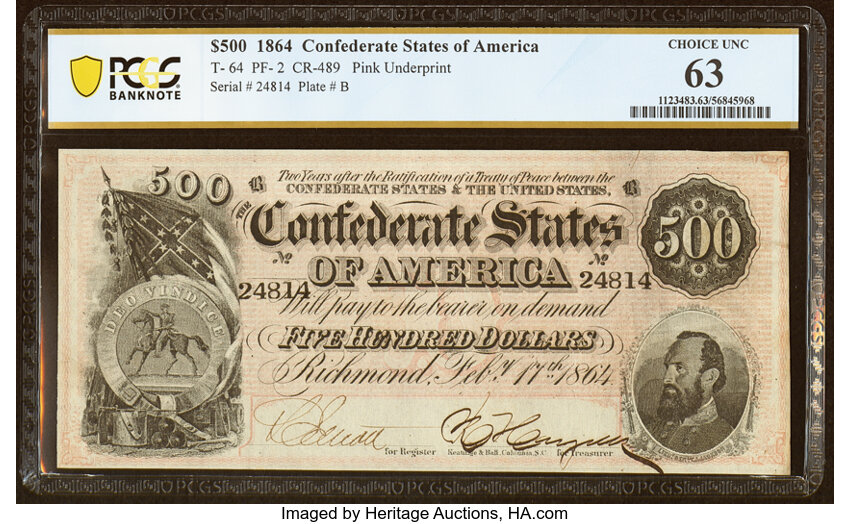 PCGS
$500 1864 Confederate States of America
T- 64 PF- 2 CR-489 Pink Underprint
Serial # 24814 Plate # B
PCGS
BANKNOTE
CHOICE UNC
63
1123483.63/56845968
500
B
Two Years after the Ratification of a Treaty of Peace between the
CONFEDERATE STATES & THE UNITED STATES,
B
THE
Confederate States
500
No
OF AMERICA
No
24814
24814
Will pay to the bearer on demand
DEO VINDICE
FIVE HUNDRED DOLLARS
Richmond, Feby. 17th 1864
for Register Keatinge & Ball, Columbia, S.C. for Treasurer
PCGS
Imaged by Heritage Auctions, HA.com